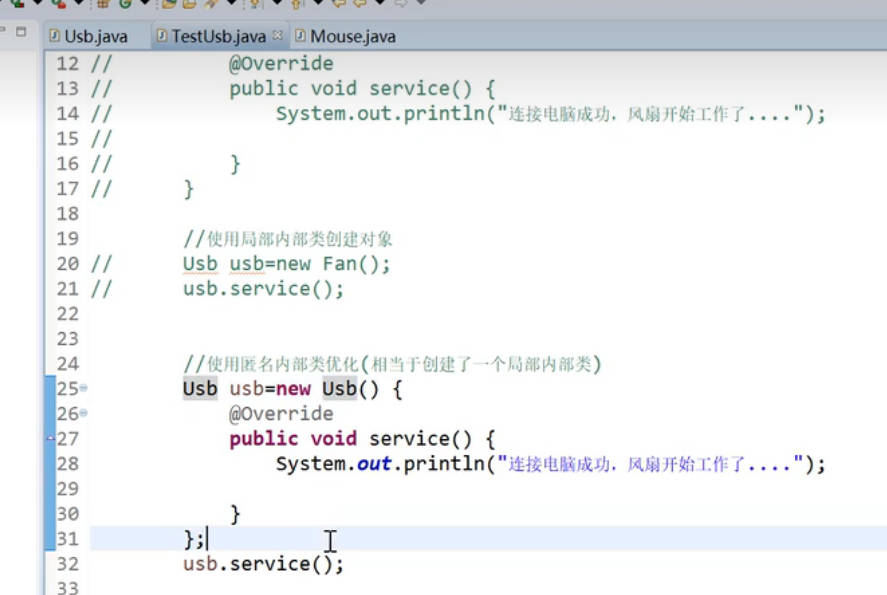 Usb.java TestUsb.java Mouse.java
12 // @Override
13 // public void service() {
14 // System.out.println("连接电脑成功，风扇开始工作了....");
15 //
16 // }
17 // }
18
19 //使用局部内部类创建对象
20 // Usb usb=new Fan();
21 // usb.service();
22
23
24 //使用匿名内部类优化(相当于创建了一个局部内部类)
25 Usb usb=new Usb() {
26 @Override
27 public void service() {
28 System.out.println("连接电脑成功，风扇开始工作了....");
29
30 }
31 };
32 usb.service();
33